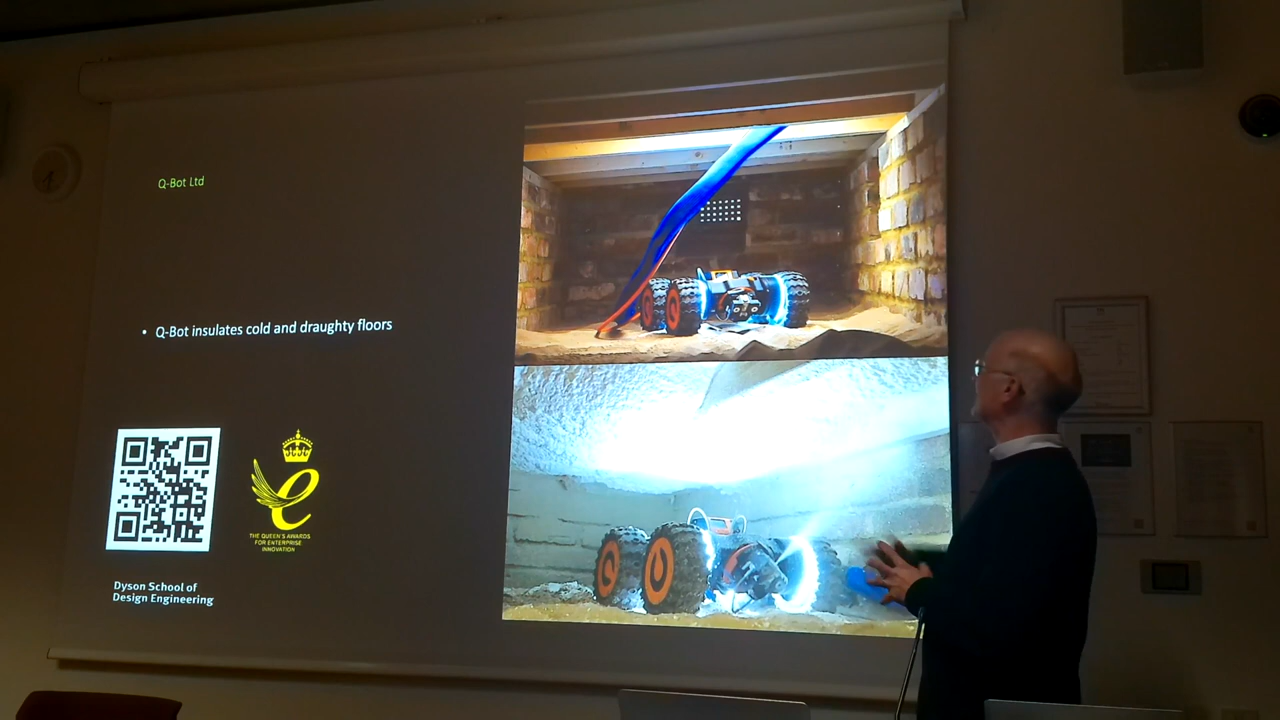 Q-Bot Ltd
• Q-Bot insulates cold and draughty floors
THE QUEEN'S AWARDS
FOR ENTERPRISE
INNOVATION
Dyson School of
Design Engineering